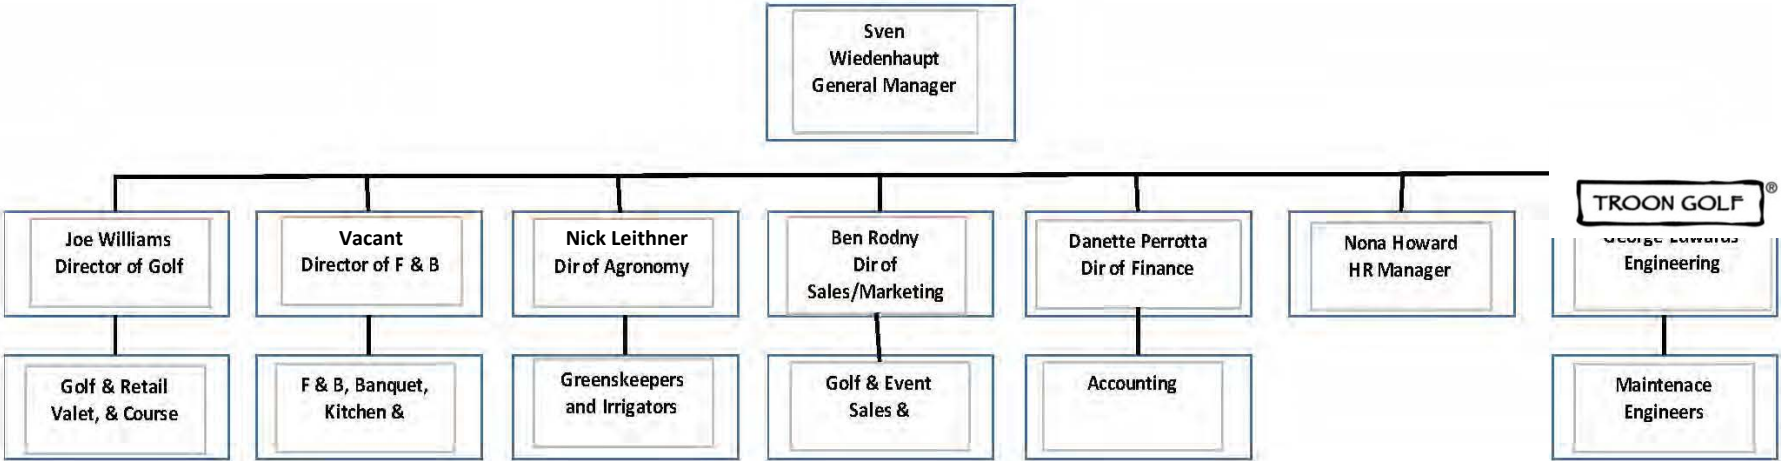 Sven
Wiedenhaupt
General Manager
TROON GOLF®
Joe Williams
Director of Golf
Vacant
Director of F & B
Nick Leithner
Dir of Agronomy
Ben Rodny
Dir of
Sales/Marketing
Danette Perrotta
Dir of Finance
Nona Howard
HR Manager
George Edwards
Engineering
Golf & Retail
Valet, & Course
F & B, Banquet,
Kitchen &
Greenskeepers
and Irrigators
Golf & Event
Sales &
Accounting
Maintenace
Engineers